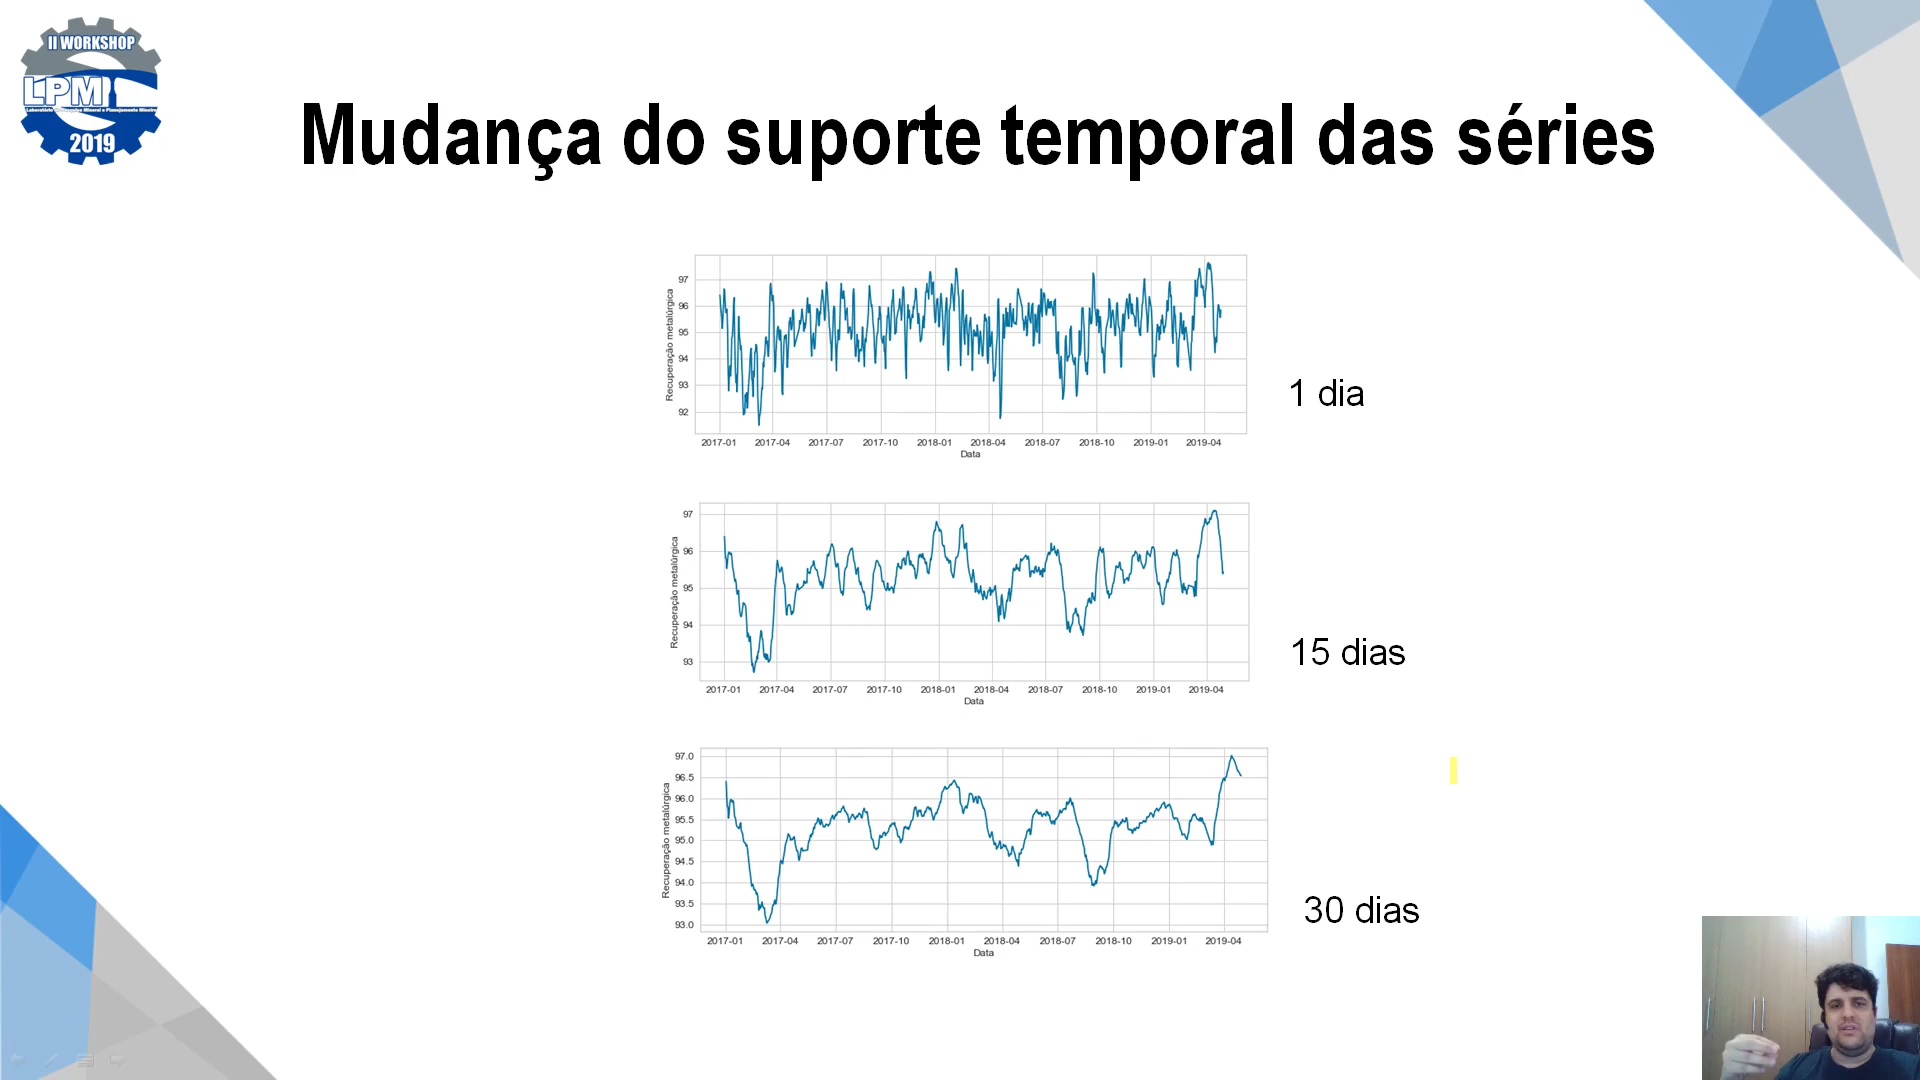 II WORKSHOP
LPM
2019
Mudança do suporte temporal das séries
Recuperação metalúrgica
97
96
95
94
93
92
2017-01 2017-04 2017-07 2017-10 2018-01 2018-04 2018-07 2018-10 2019-01 2019-04
Data
1 dia
Recuperação metalúrgica
97
96
95
94
93
2017-01 2017-04 2017-07 2017-10 2018-01 2018-04 2018-07 2018-10 2019-01 2019-04
Data
15 dias
Recuperação metalúrgica
97.0
96.5
96.0
95.5
95.0
94.5
94.0
93.5
93.0
2017-01 2017-04 2017-07 2017-10 2018-01 2018-04 2018-07 2018-10 2019-01 2019-04
Data
30 dias